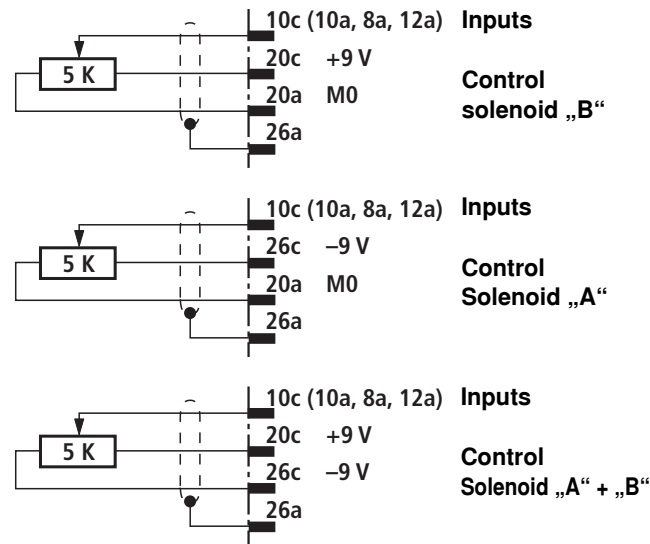 10c (10a, 8a, 12a) Inputs
20c +9 V
5 K
Control
20a M0
solenoid „B“
26a
10c (10a, 8a, 12a) Inputs
26c –9 V
5 K
Control
20a M0
Solenoid „A“
26a
10c (10a, 8a, 12a) Inputs
20c +9 V
5 K
Control
26c –9 V
Solenoid „A“ + „B“
26a